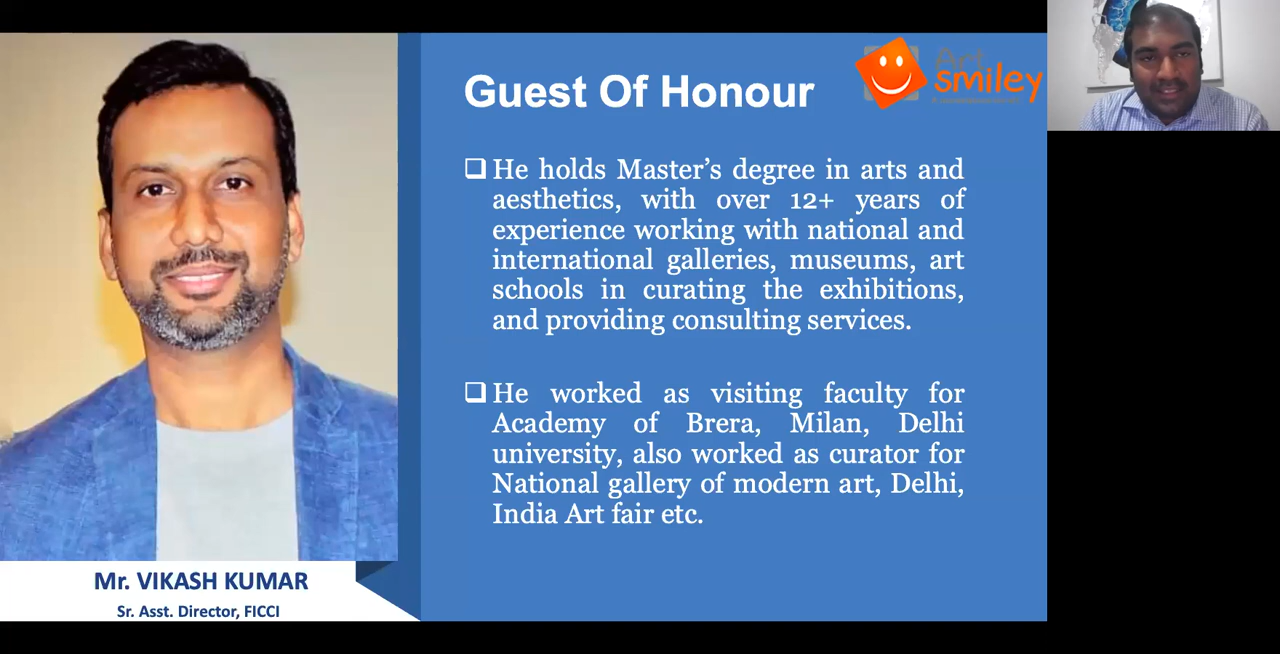 Guest Of Honour
Art
smiley
He holds Master’s degree in arts and
aesthetics, with over 12+ years of
experience working with national and
international galleries, museums, art
schools in curating the exhibitions,
and providing consulting services.
He worked as visiting faculty for
Academy of Brera, Milan, Delhi
university, also worked as curator for
National gallery of modern art, Delhi,
India Art fair etc.
Mr. VIKASH KUMAR
Sr. Asst. Director, FICCI